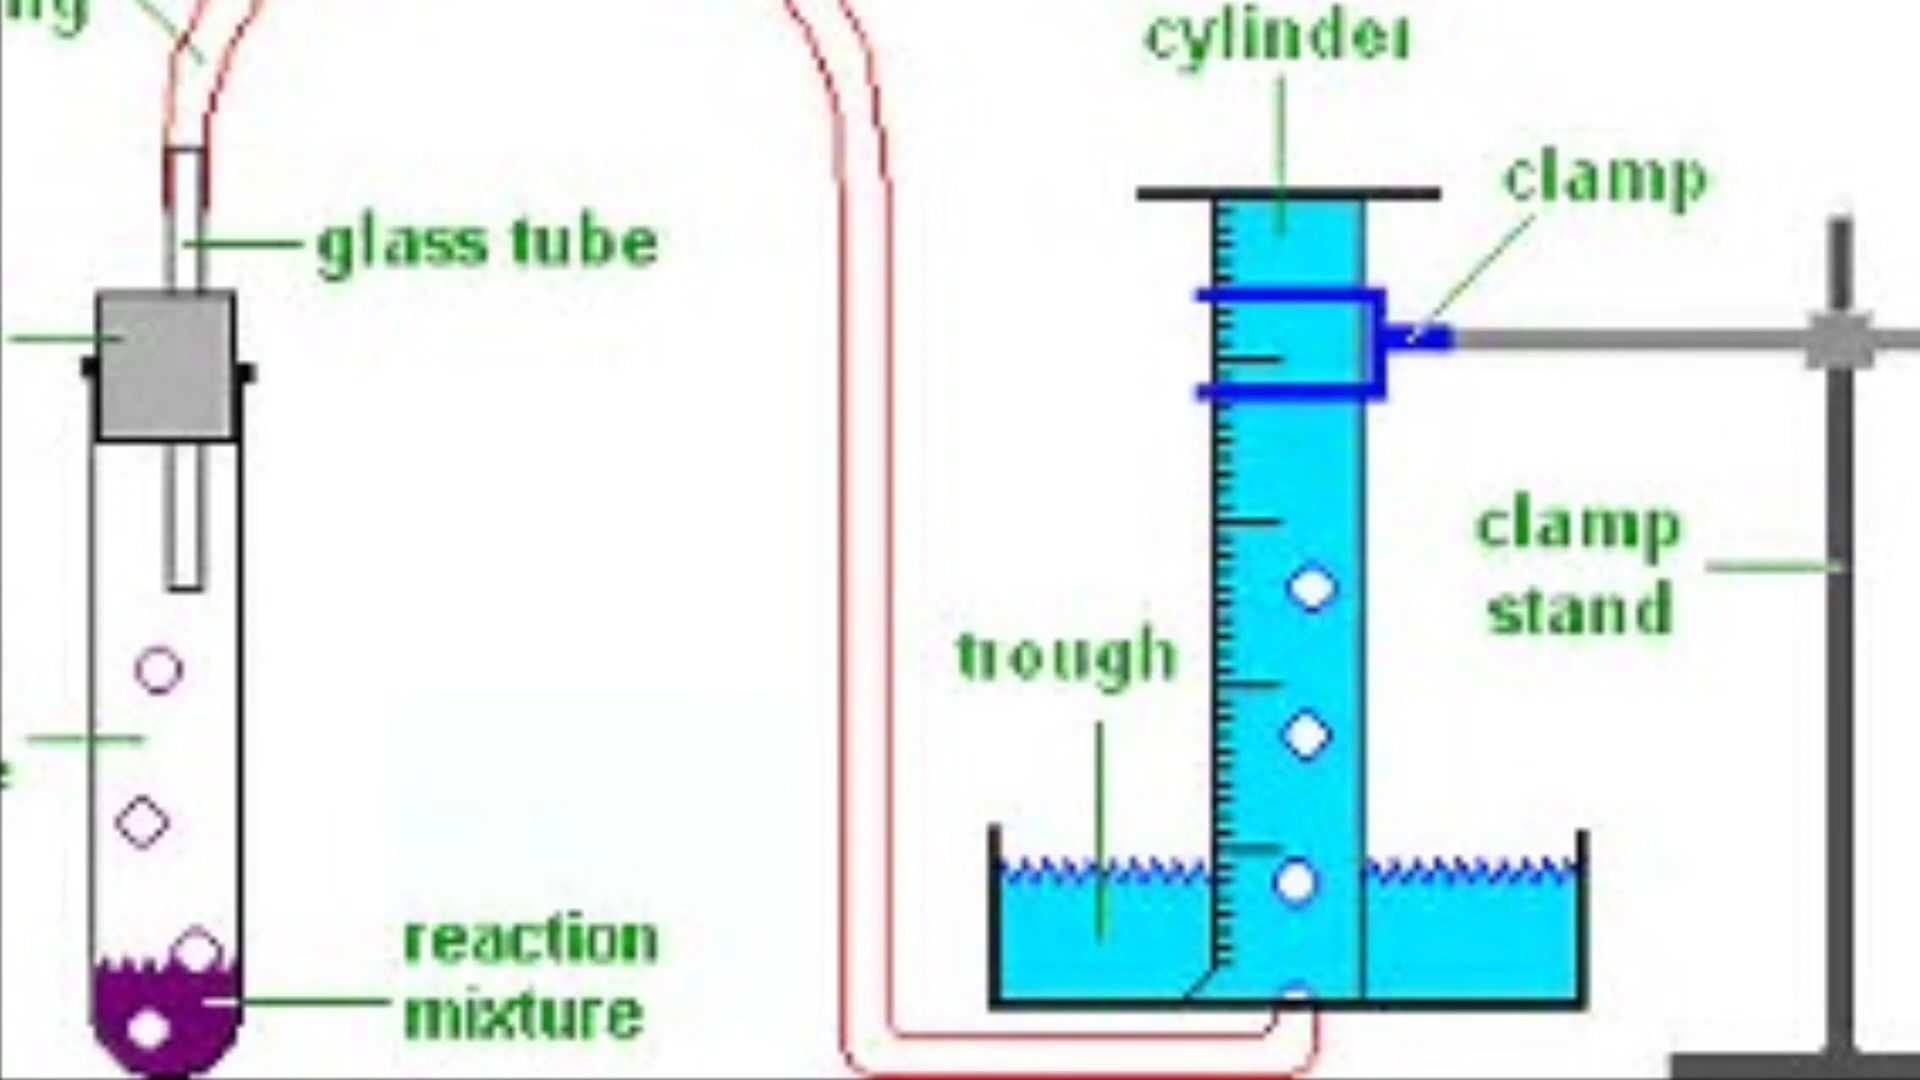 cylinder
clamp
glass tube
clamp
stand
trough
reaction
mixture